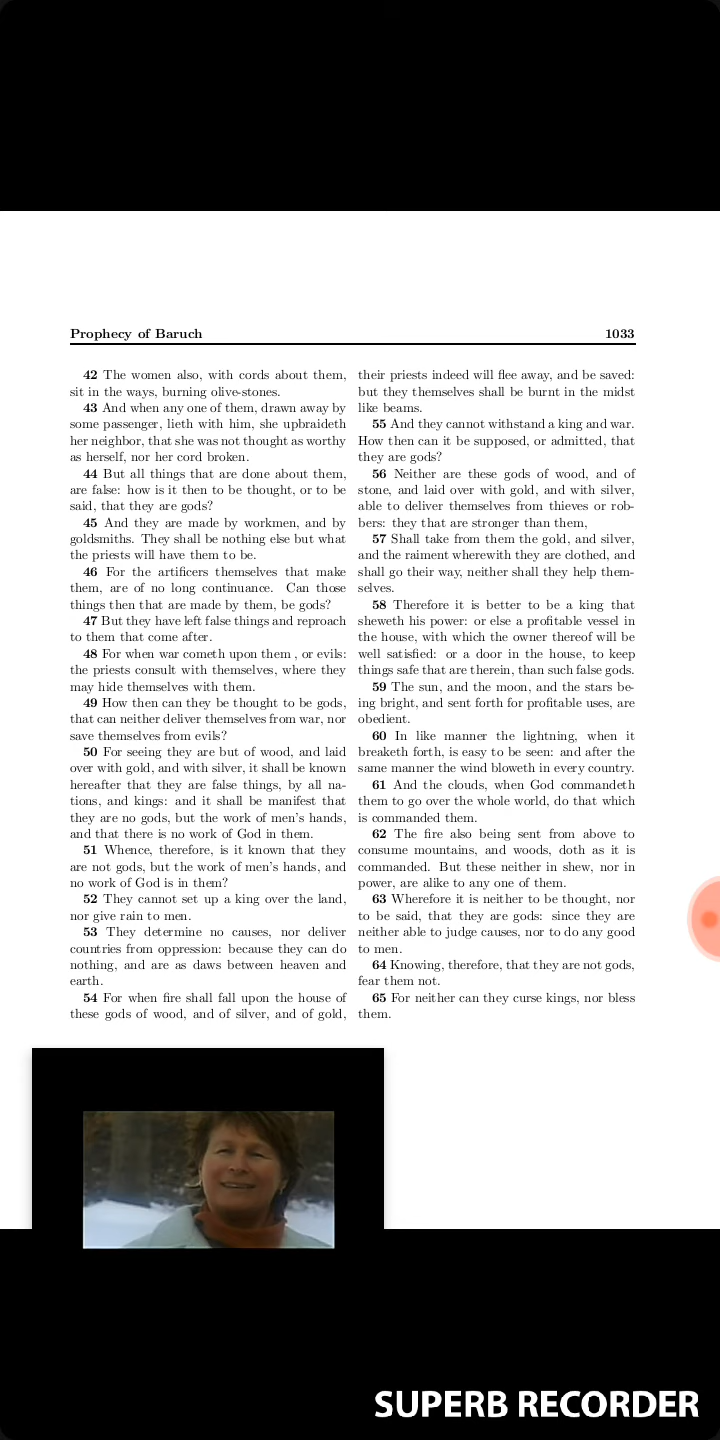 Prophecy of Baruch 1033
42 The women also, with cords about them,
sit in the ways, burning olive-stones.
43 And when any one of them, drawn away by
some passenger, lieth with him, she upbraideth
her neighbor, that she was not thought as worthy
as herself, nor her cord broken.
44 But all things that are done about them,
are false: how is it then to be thought, or to be
said, that they are gods?
45 And they are made by workmen, and by
goldsmiths. They shall be nothing else but what
the priests will have them to be.
46 For the artificers themselves that make
them, are of no long continuance. Can those
things then that are made by them, be gods?
47 But they have left false things and reproach
to them that come after.
48 For when war cometh upon them , or evils:
the priests consult with themselves, where they
may hide themselves with them.
49 How then can they be thought to be gods,
that can neither deliver themselves from war, nor
save themselves from evils?
50 For seeing they are but of wood, and laid
over with gold, and with silver, it shall be known
hereafter that they are false things, by all na-
tions, and kings: and it shall be manifest that
they are no gods, but the work of men's hands,
and that there is no work of God in them.
51 Whence, therefore, is it known that they
are not gods, but the work of men's hands, and
no work of God is in them?
52 They cannot set up a king over the land,
nor give rain to men.
53 They determine no causes, nor deliver
countries from oppression: because they can do
nothing, and are as daws between heaven and
earth.
54 For when fire shall fall upon the house of
these gods of wood, and of silver, and of gold,
their priests indeed will flee away, and be saved:
but they themselves shall be burnt in the midst
like beams.
55 And they cannot withstand a king and war.
How then can it be supposed, or admitted, that
they are gods?
56 Neither are these gods of wood, and of
stone, and laid over with gold, and with silver,
able to deliver themselves from thieves or rob-
bers: they that are stronger than them,
57 Shall take from them the gold, and silver,
and the raiment wherewith they are clothed, and
shall go their way, neither shall they help them-
selves.
58 Therefore it is better to be a king that
sheweth his power: or else a profitable vessel in
the house, with which the owner thereof will be
well satisfied: or a door in the house, to keep
things safe that are therein, than such false gods.
59 The sun, and the moon, and the stars be-
ing bright, and sent forth for profitable uses, are
obedient.
60 In like manner the lightning, when it
breaketh forth, is easy to be seen: and after the
same manner the wind bloweth in every country.
61 And the clouds, when God commandeth
them to go over the whole world, do that which
is commanded them.
62 The fire also being sent from above to
consume mountains, and woods, doth as it is
commanded. But these neither in shew, nor in
power, are alike to any one of them.
63 Wherefore it is neither to be thought, nor
to be said, that they are gods: since they are
neither able to judge causes, nor to do any good
to men.
64 Knowing, therefore, that they are not gods,
fear them not.
65 For neither can they curse kings, nor bless
them.
SUPERB RECORDER